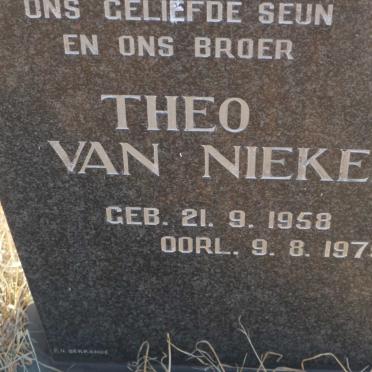 ONS GELIEFDE SEUN
EN ONS BROER
THEO
VAN NIEKE
GEB. 21. 9. 1958
OORL. 9. 8. 197